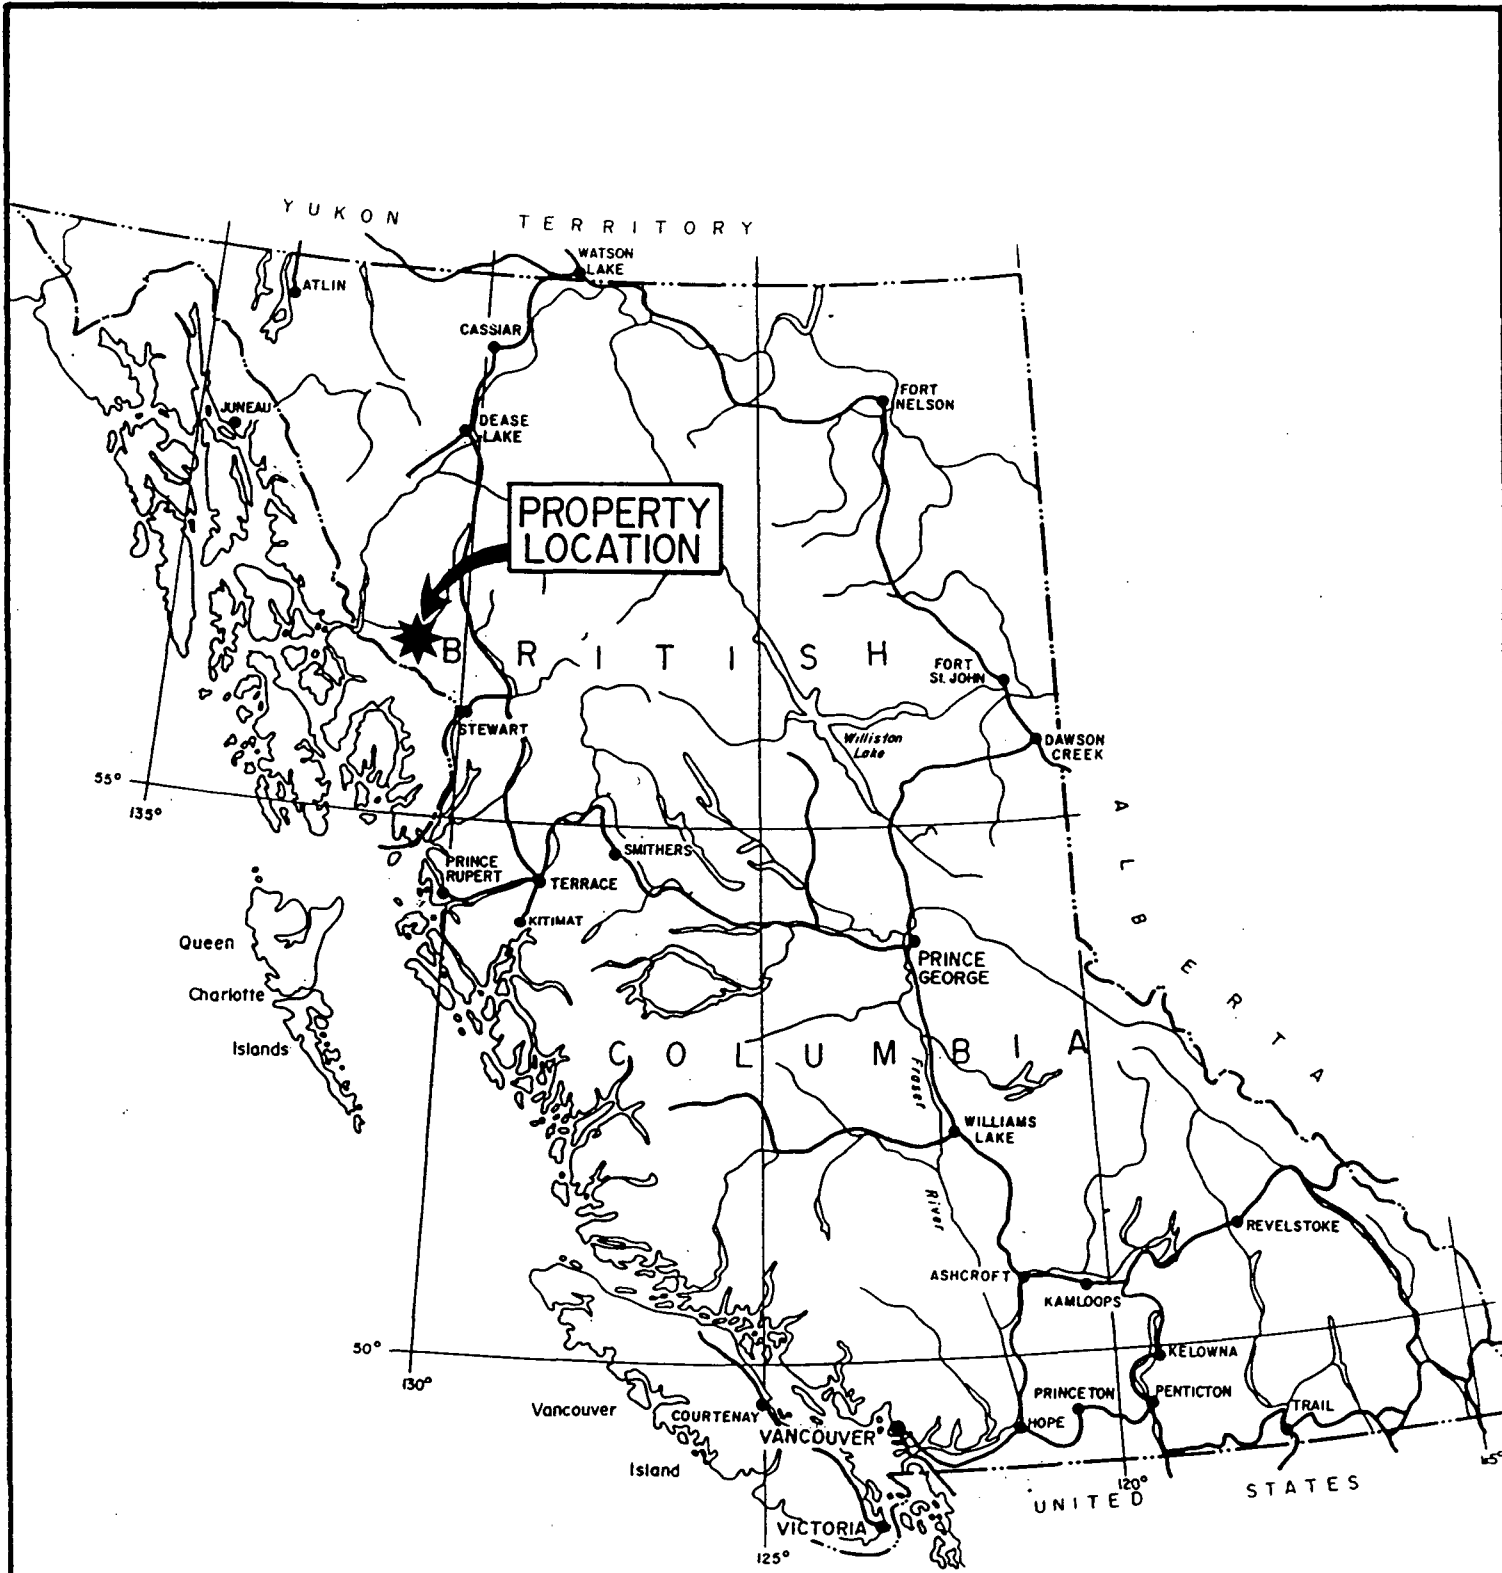 YUKON TERRITORY
WATSON
LAKE
ATLIN
CASSIAR
JUNEAU
DEASE
LAKE
FORT
NELSON
PROPERTY
LOCATION
BRITISH
FORT
ST. JOHN
STEWART
Williston
Lake
DAWSON
CREEK
55°
135°
ALBERTA
PRINCE
RUPERT
SMITHERS
TERRACE
KITIMAT
Queen
Charlotte
Islands
PRINCE
GEORGE
COLUMBIA
Fraser
River
WILLIAMS
LAKE
REVELSTOKE
ASHCROFT
KAMLOOPS
50°
130°
KELOWNA
Vancouver
Island
COURTENAY
PRINCETON
PENTICTON
TRAIL
HOPE
VANCOUVER
120°
115°
UNITED STATES
VICTORIA
125°